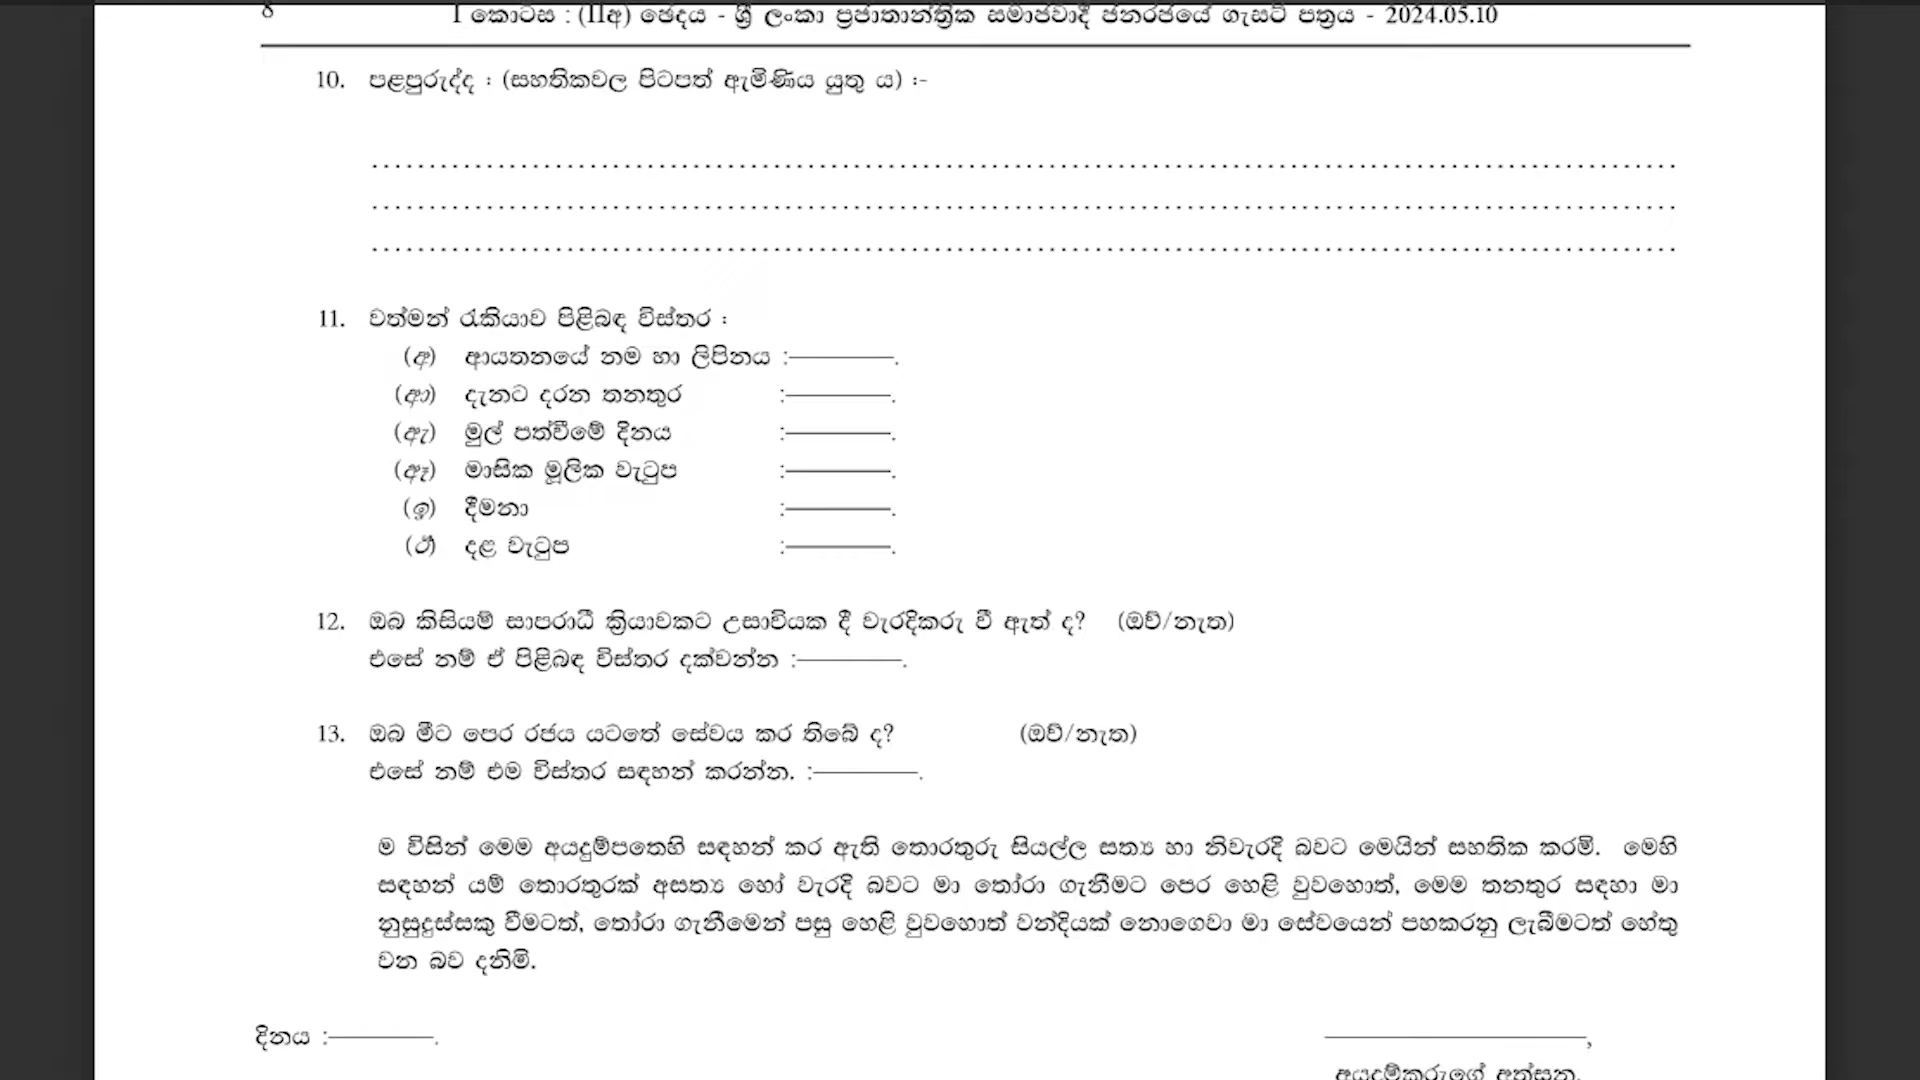 8 I කොටස : (IIඅ) ඡේදය - ශ්‍රී ලංකා ප්‍රජාතාන්ත්‍රික සමාජවාදී ජනරජයේ ගැසට් පත්‍රය - 2024.05.10
10. පළපුරුද්ද : (සහතිකවල පිටපත් ඇමිණිය යුතු ය) :-
11. වත්මන් රැකියාව පිළිබඳ විස්තර :
(අ) ආයතනයේ නම හා ලිපිනය :————.
(ආ) දැනට දරන තනතුර :————.
(ඇ) මුල් පත්වීමේ දිනය :————.
(ඈ) මාසික මූලික වැටුප :————.
(ඉ) දීමනා :————.
(ඊ) දළ වැටුප :————.
12. ඔබ කිසියම් සාපරාධී ක්‍රියාවකට උසාවියක දී වැරදිකරු වී ඇත් ද? (ඔව්/නැත)
එසේ නම් ඒ පිළිබඳ විස්තර දක්වන්න :————.
13. ඔබ මීට පෙර රජය යටතේ සේවය කර තිබේ ද? (ඔව්/නැත)
එසේ නම් එම විස්තර සඳහන් කරන්න. :————.
ම විසින් මෙම අයදුම්පතෙහි සඳහන් කර ඇති තොරතුරු සියල්ල සත්‍ය හා නිවැරදි බවට මෙයින් සහතික කරමි. මෙහි
සඳහන් යම් තොරතුරක් අසත්‍ය හෝ වැරදි බවට මා තෝරා ගැනීමට පෙර හෙළි වුවහොත්, මෙම තනතුර සඳහා මා
නුසුදුස්සකු වීමටත්, තෝරා ගැනීමෙන් පසු හෙළි වුවහොත් වන්දියක් නොගෙවා මා සේවයෙන් පහකරනු ලැබීමටත් හේතු
වන බව දනිමි.
දිනය :————.
————————,
අයදුම්කරුගේ අත්සන.